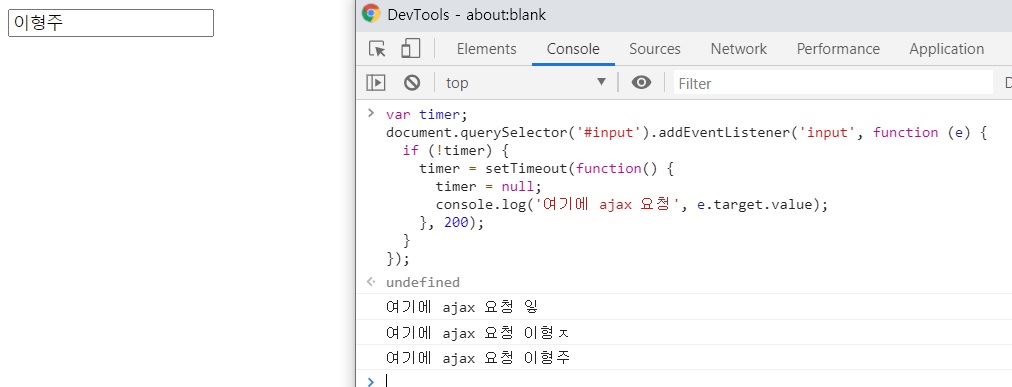 이형주
DevTools - about:blank
Elements Console Sources Network Performance Application
top Filter D
var timer;
document.querySelector('#input').addEventListener('input', function (e) {
if (!timer) {
timer = setTimeout(function() {
timer = null;
console.log('여기에 ajax 요청', e.target.value);
}, 200);
}
});
undefined
여기에 ajax 요청 잏
여기에 ajax 요청 이형ㅈ
여기에 ajax 요청 이형주